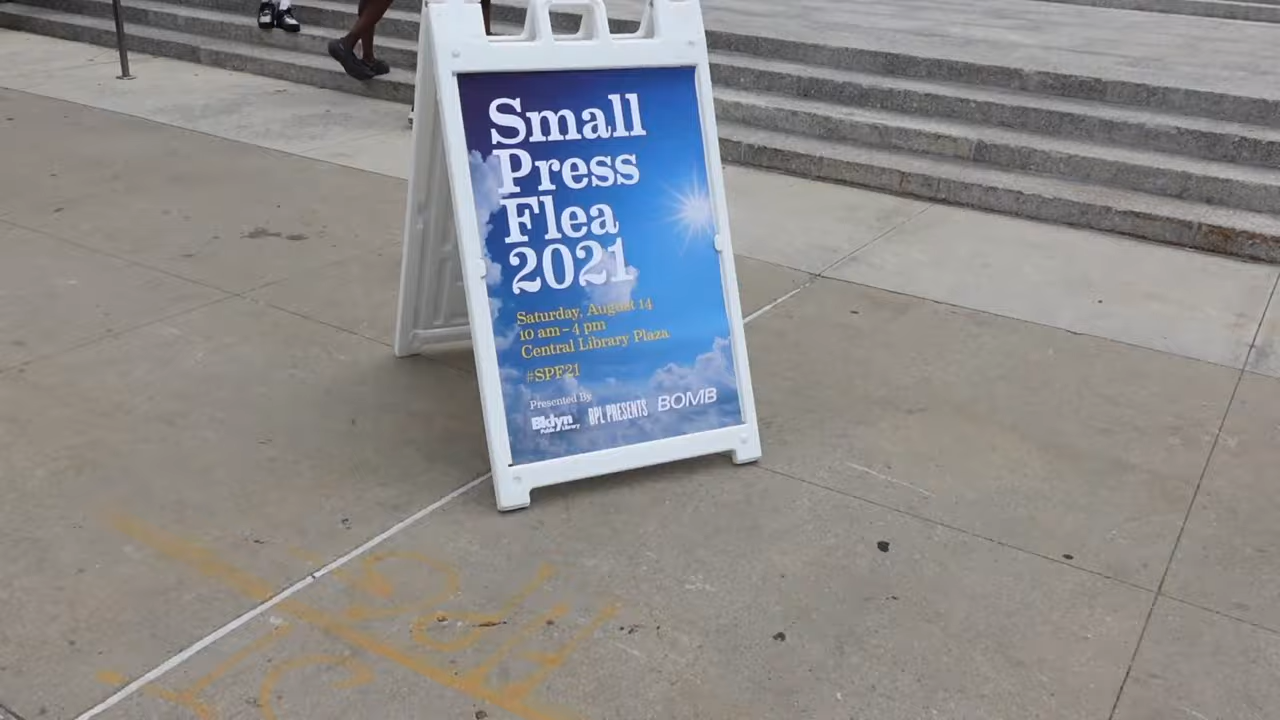 Small
Press
Flea
2021
Saturday, August 14
10 am – 4 pm
Central Library Plaza
#SPF21
Presented By
Bklyn
Public Library
BPL PRESENTS
BOMB